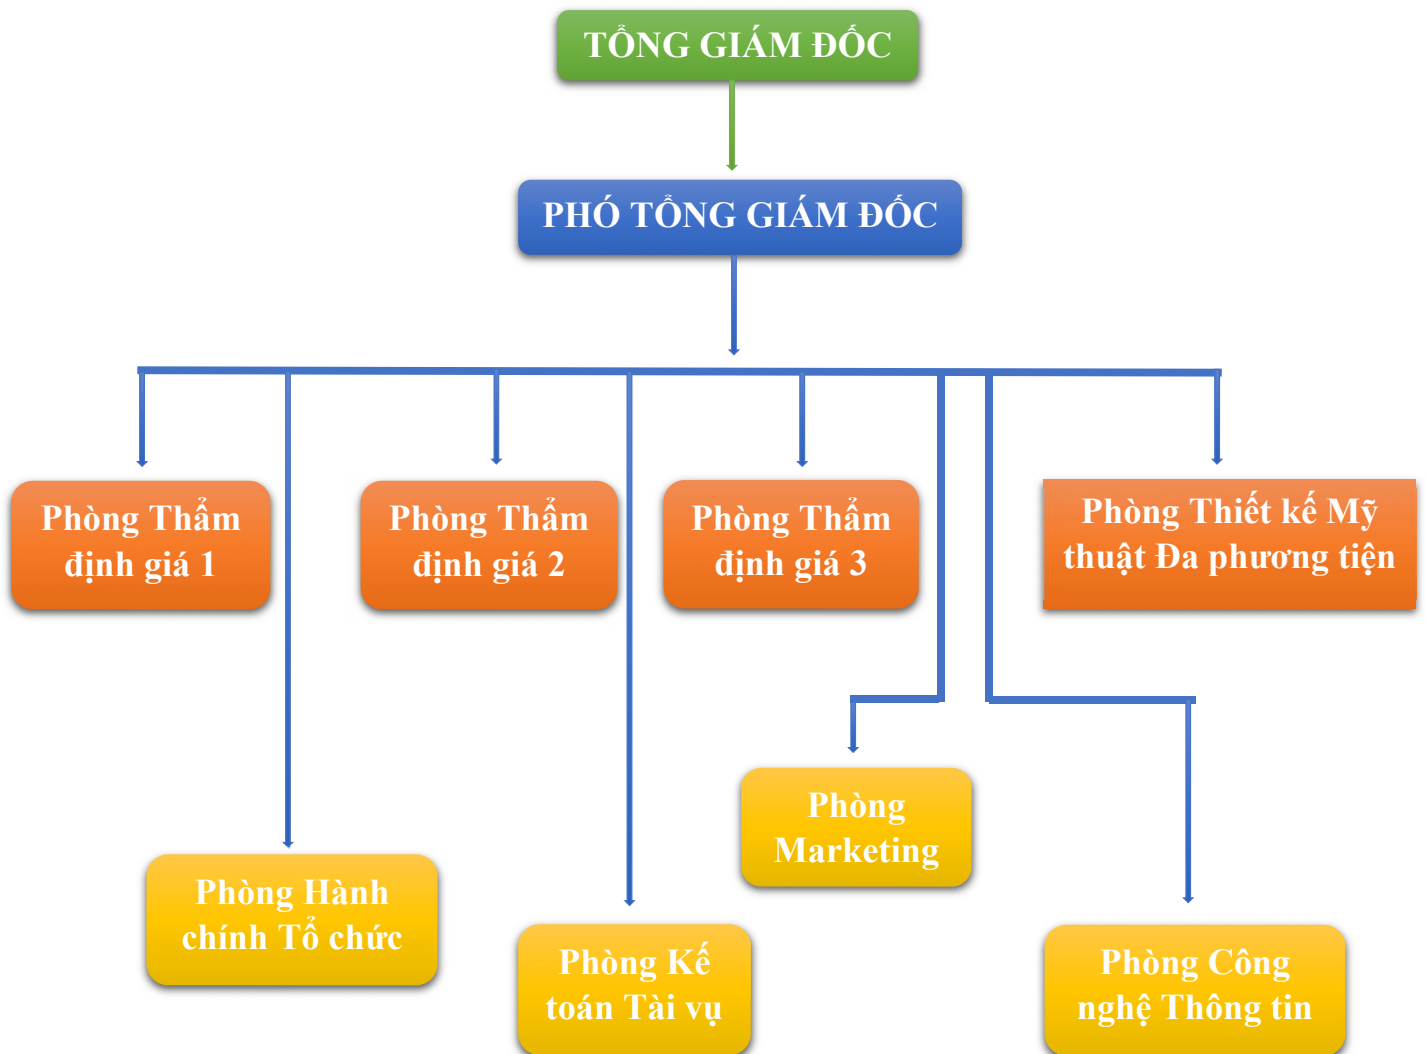 TỔNG GIÁM ĐỐC
PHÓ TỔNG GIÁM ĐỐC
Phòng Thẩm
định giá 1
Phòng Thẩm
định giá 2
Phòng Thẩm
định giá 3
Phòng Thiết kế Mỹ
thuật Đa phương tiện
Phòng
Marketing
Phòng Hành
chính Tổ chức
Phòng Kế
toán Tài vụ
Phòng Công
nghệ Thông tin